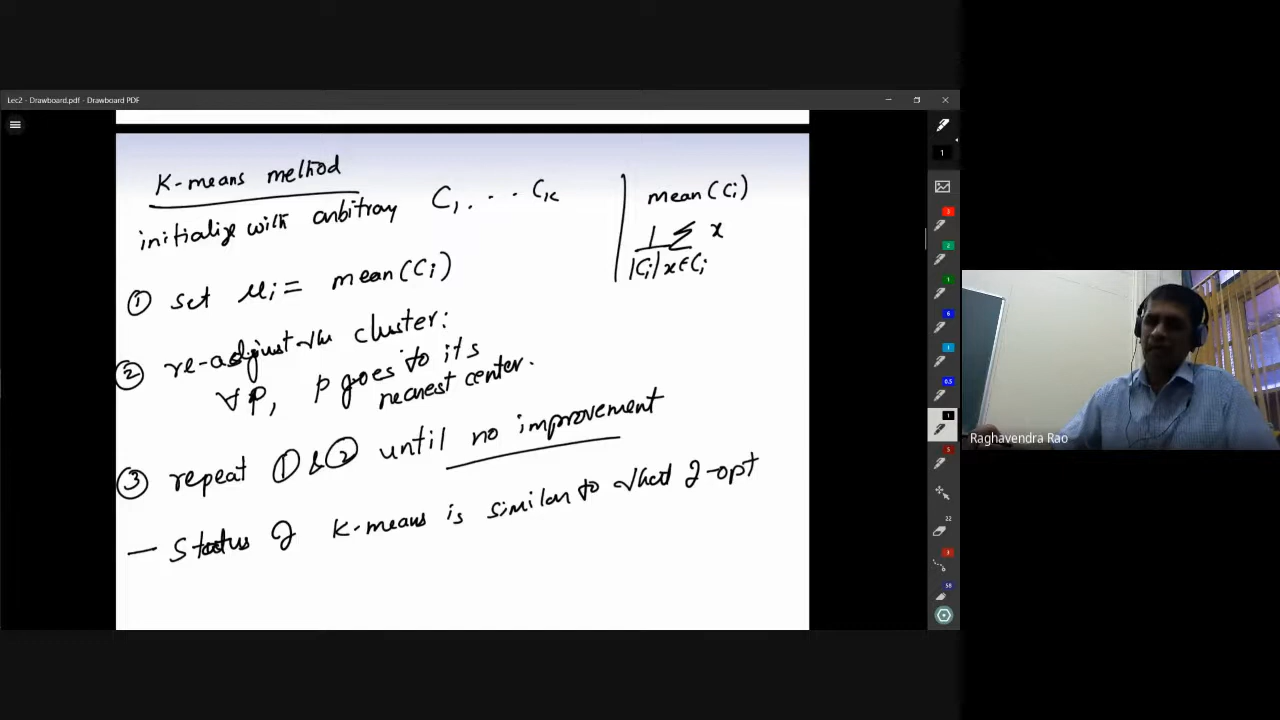 Lec2 - Drawboard.pdf - Drawboard PDF
K-means method
initialize with arbitray C1, . . . CK
mean (Ci)
1/|Ci| Σ x∈Ci x
① set μi = mean (Ci)
② re-adjust the cluster:
∀ P, p goes to its
nearest center.
③ repeat ① & ② until no improvement
— Status of K-means is similar to that 2-opt
Raghavendra Rao